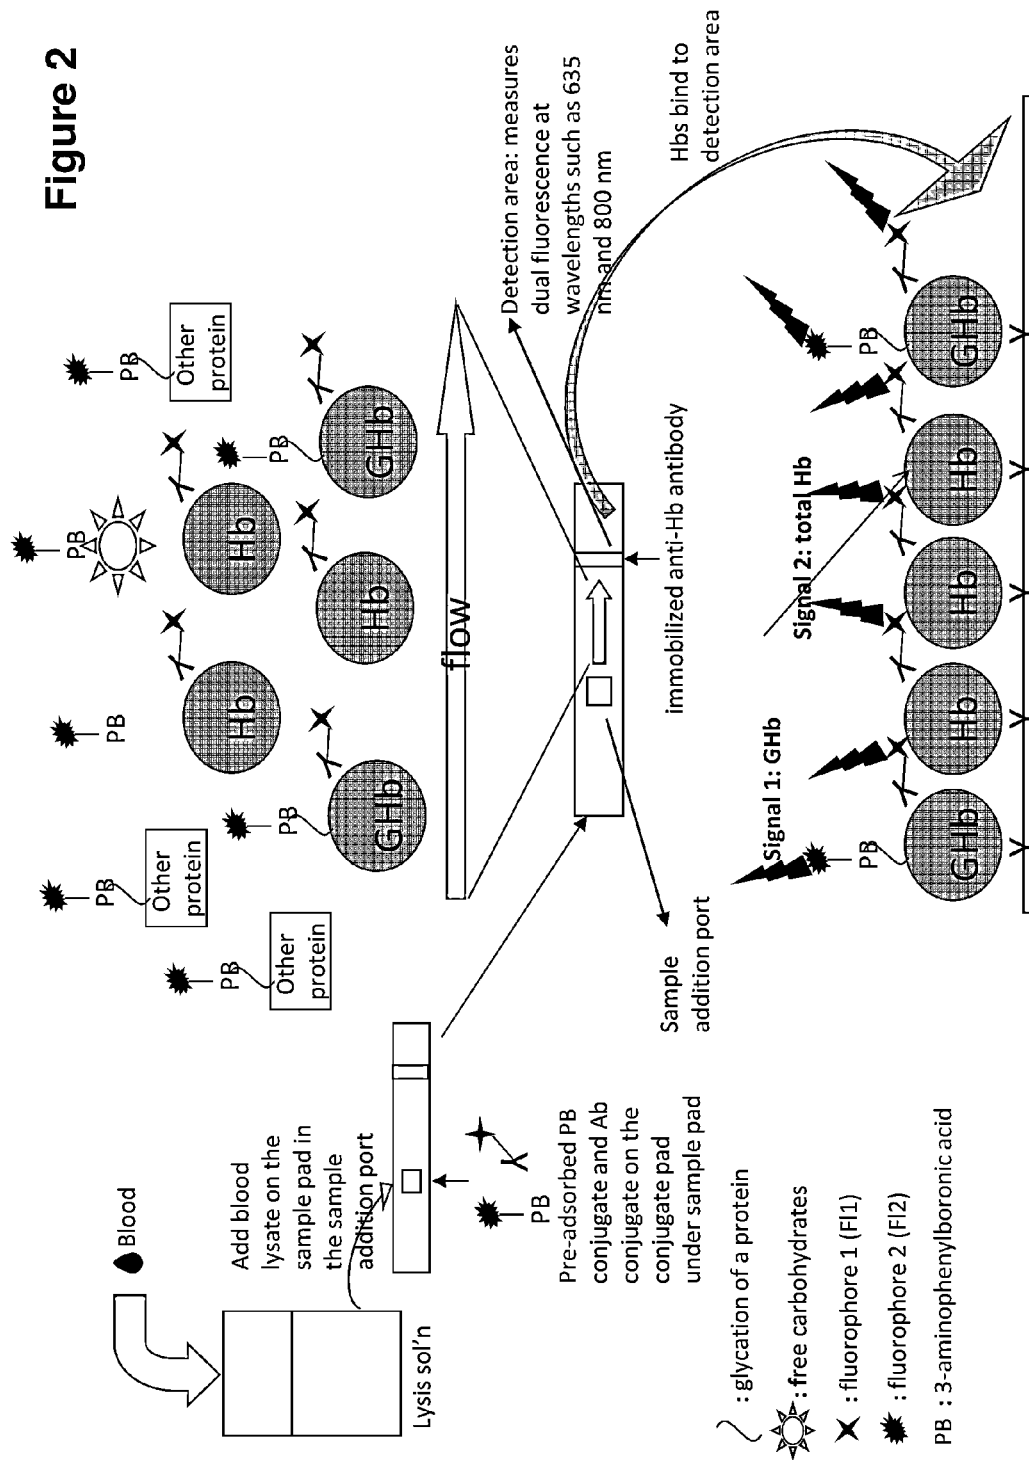 Figure 2
Blood
Lysis sol'n
Add blood
lysate on the
sample pad in
the sample
addition port
PB
Pre-adsorbed PB
conjugate and Ab
conjugate on the
conjugate pad
under sample pad
PB
Other
protein
PB
Other
protein
PB
PB
PB
Other
protein
PB
GHb
Hb
Hb
Hb
PB
GHb
flow
Detection area: measures
dual fluorescence at
wavelengths such as 635
nm and 800 nm
Sample
addition port
immobilized anti-Hb antibody
Hbs bind to
detection area
Signal 1: GHb
Signal 2: total Hb
PB
PB
GHb
Hb
Hb
Hb
GHb
: glycation of a protein
: free carbohydrates
: fluorophore 1 (Fl1)
: fluorophore 2 (Fl2)
PB : 3-aminophenylboronic acid